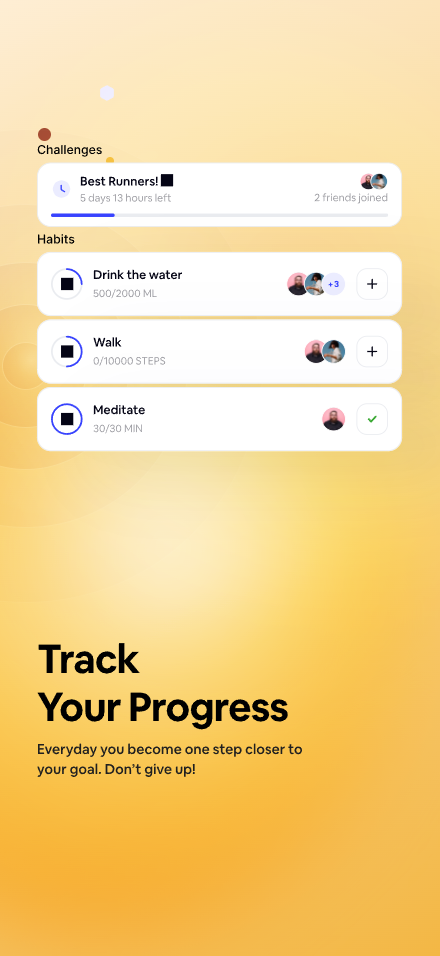 Challenges
Best Runners!
5 days 13 hours left
2 friends joined
Habits
Drink the water
500/2000 ML
+3
Walk
0/10000 STEPS
Meditate
30/30 MIN
Track
Your Progress
Everyday you become one step closer to
your goal. Don’t give up!